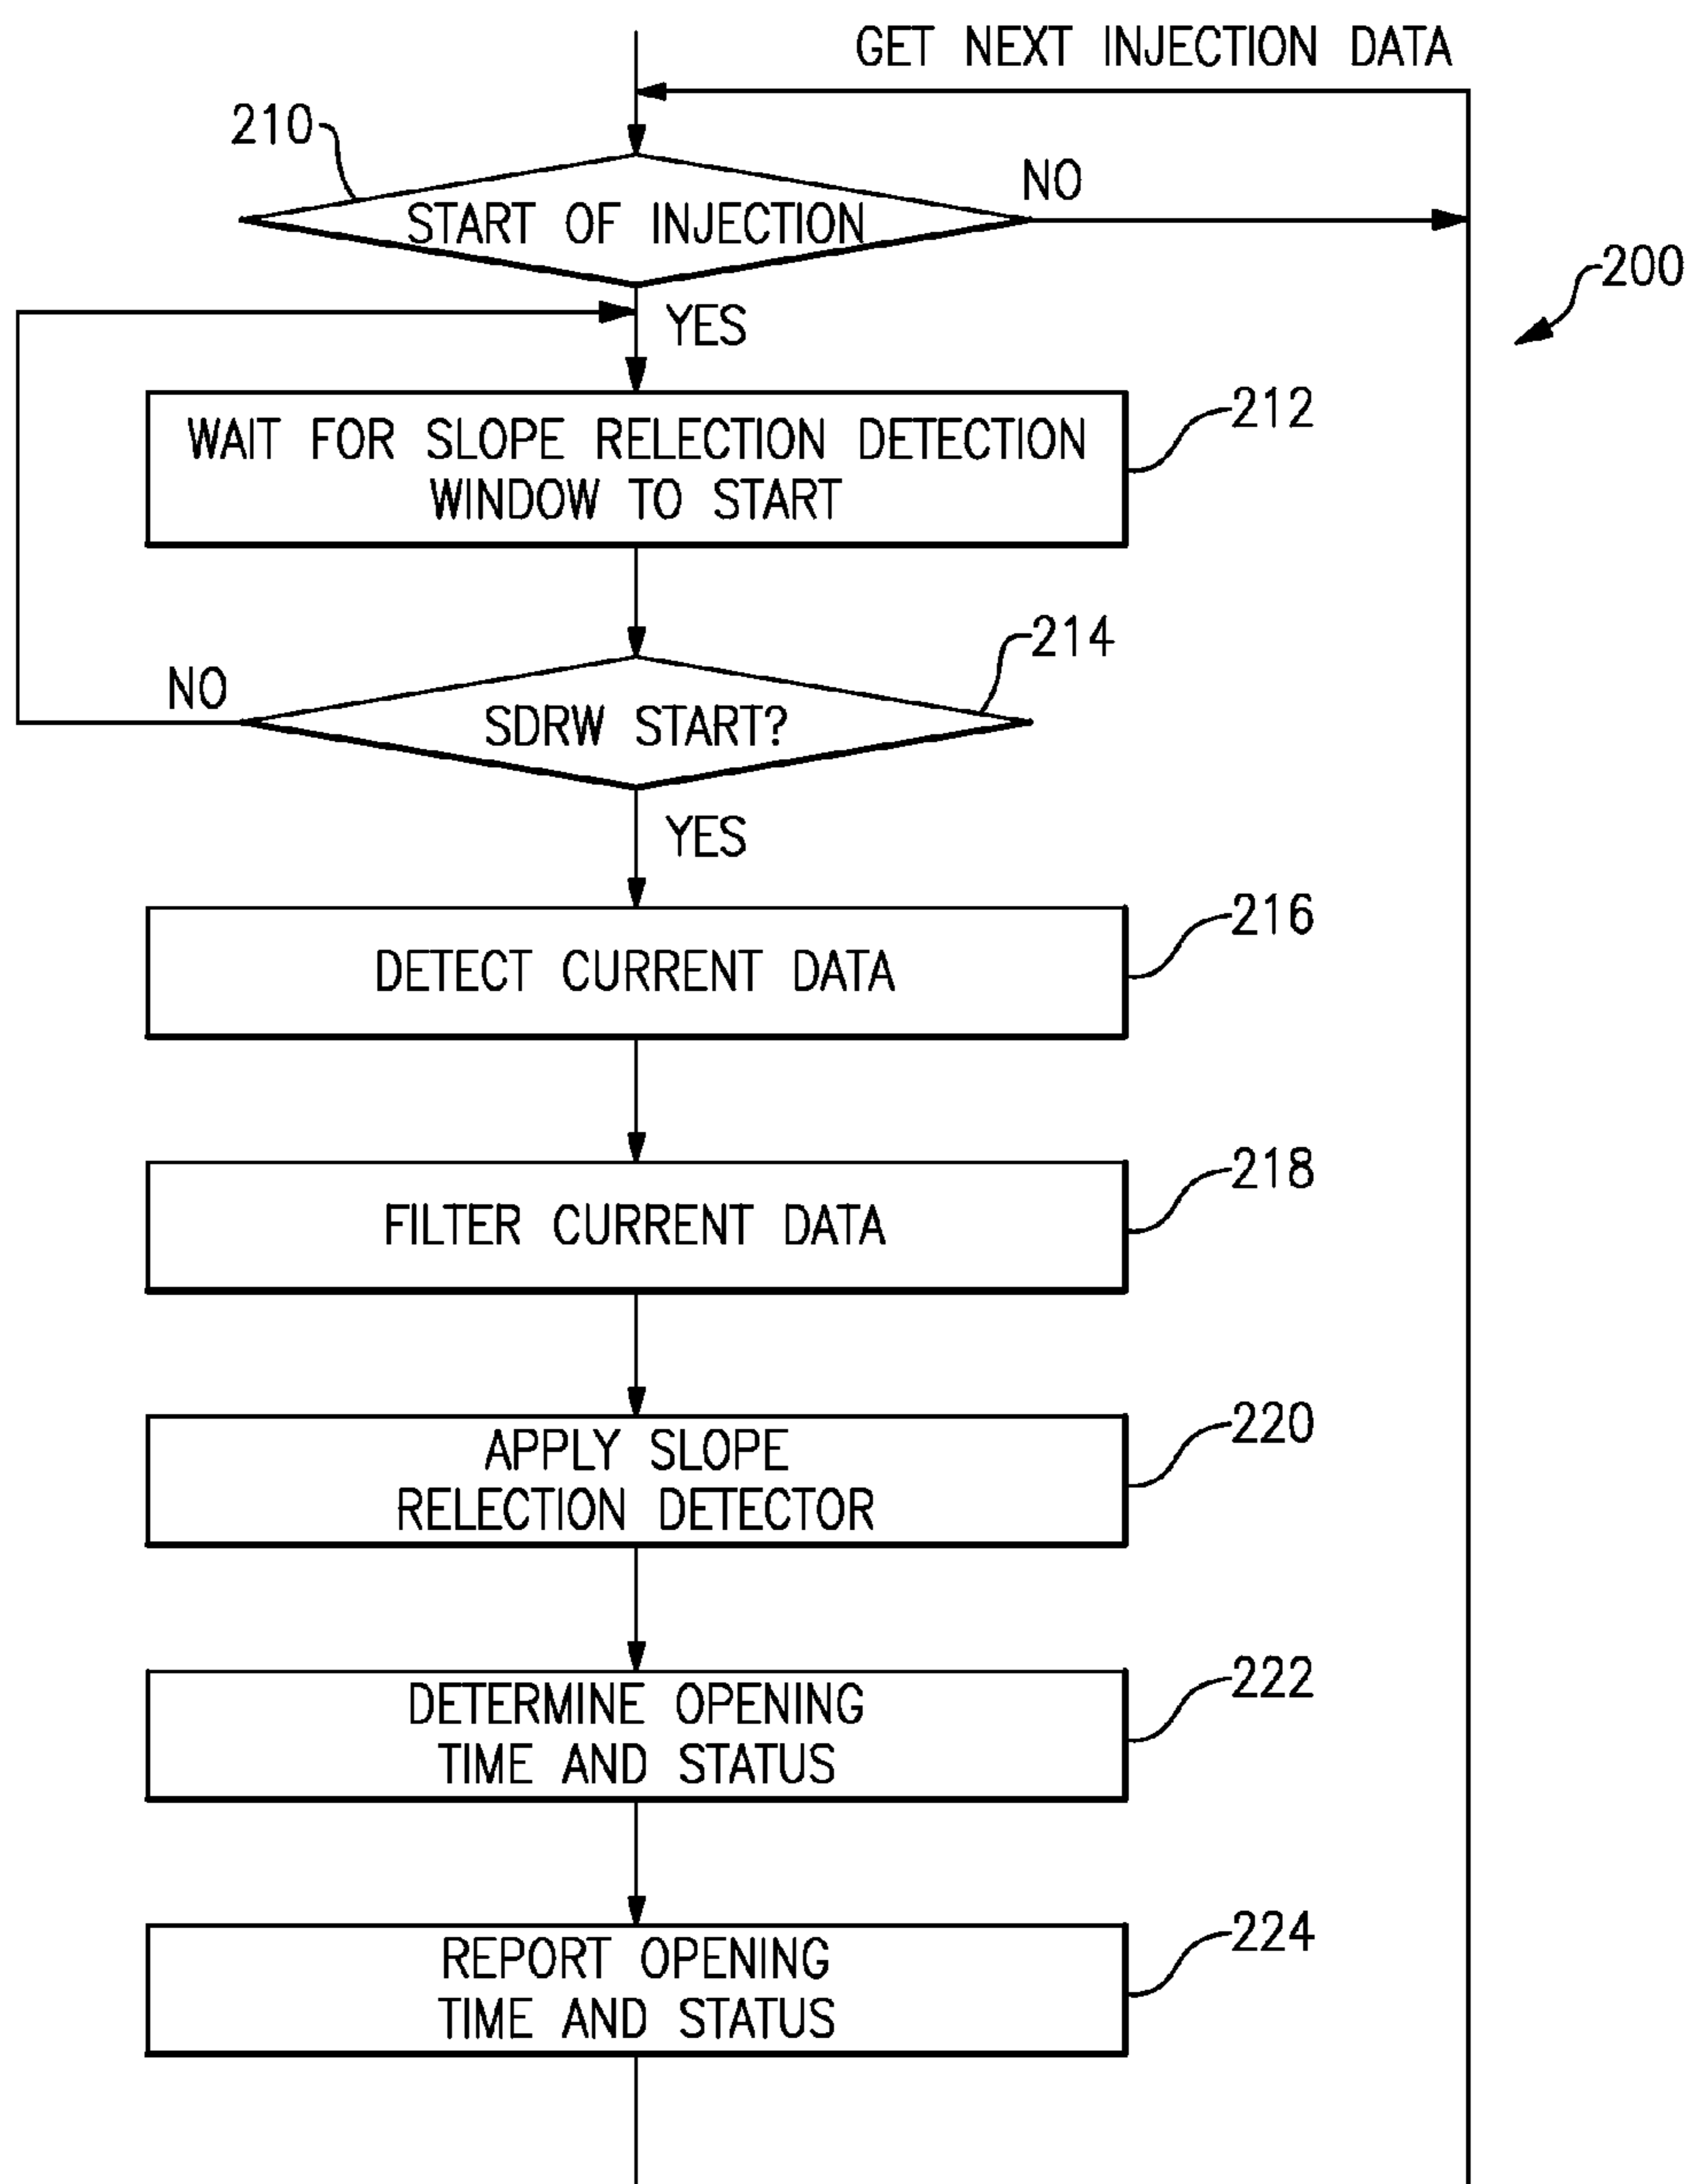 GET NEXT INJECTION DATA
210
NO
START OF INJECTION
200
YES
212
WAIT FOR SLOPE RELECTION DETECTION
WINDOW TO START
214
NO
SDRW START?
YES
216
DETECT CURRENT DATA
218
FILTER CURRENT DATA
220
APPLY SLOPE
RELECTION DETECTOR
222
DETERMINE OPENING
TIME AND STATUS
224
REPORT OPENING
TIME AND STATUS